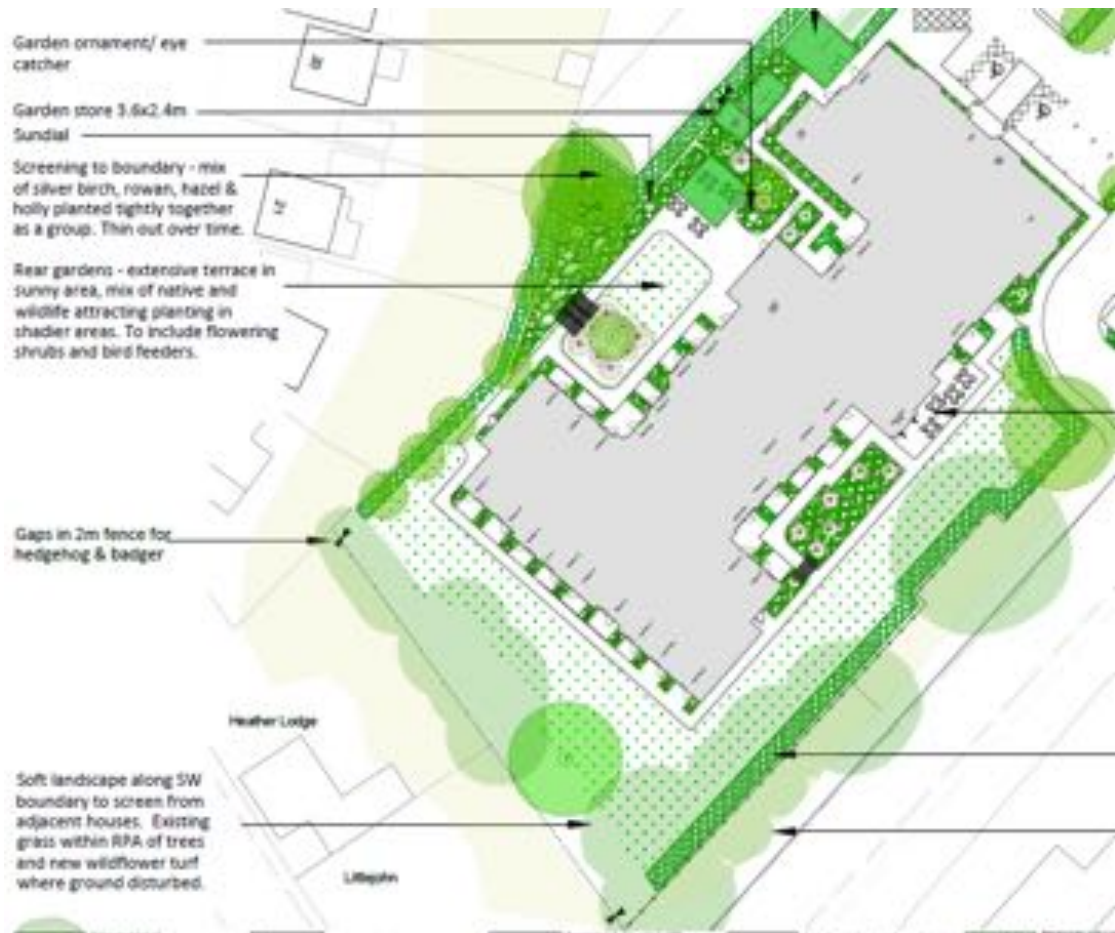 Garden ornament/ eye
catcher
Garden store 3.6x2.4m
Sundial
Screening to boundary - mix
of silver birch, rowan, hazel &
holly planted tightly together
as a group. Thin out over time.
Rear gardens - extensive terrace in
sunny area, mix of native and
wildlife attracting planting in
shadier areas. To include flowering
shrubs and bird feeders.
Gaps in 2m fence for
hedgehog & badger
Heather Lodge
Soft landscape along SW
boundary to screen from
adjacent houses. Existing
grass within RPA of trees
and new wildflower turf
where ground disturbed.
Littlejohn